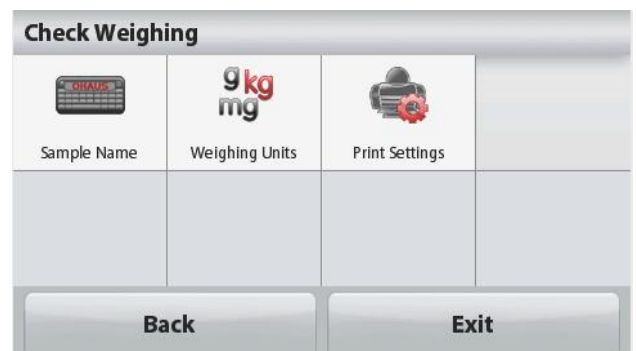 Check Weighing
OHAUS
g kg
mg
Sample Name
Weighing Units
Print Settings
Back
Exit